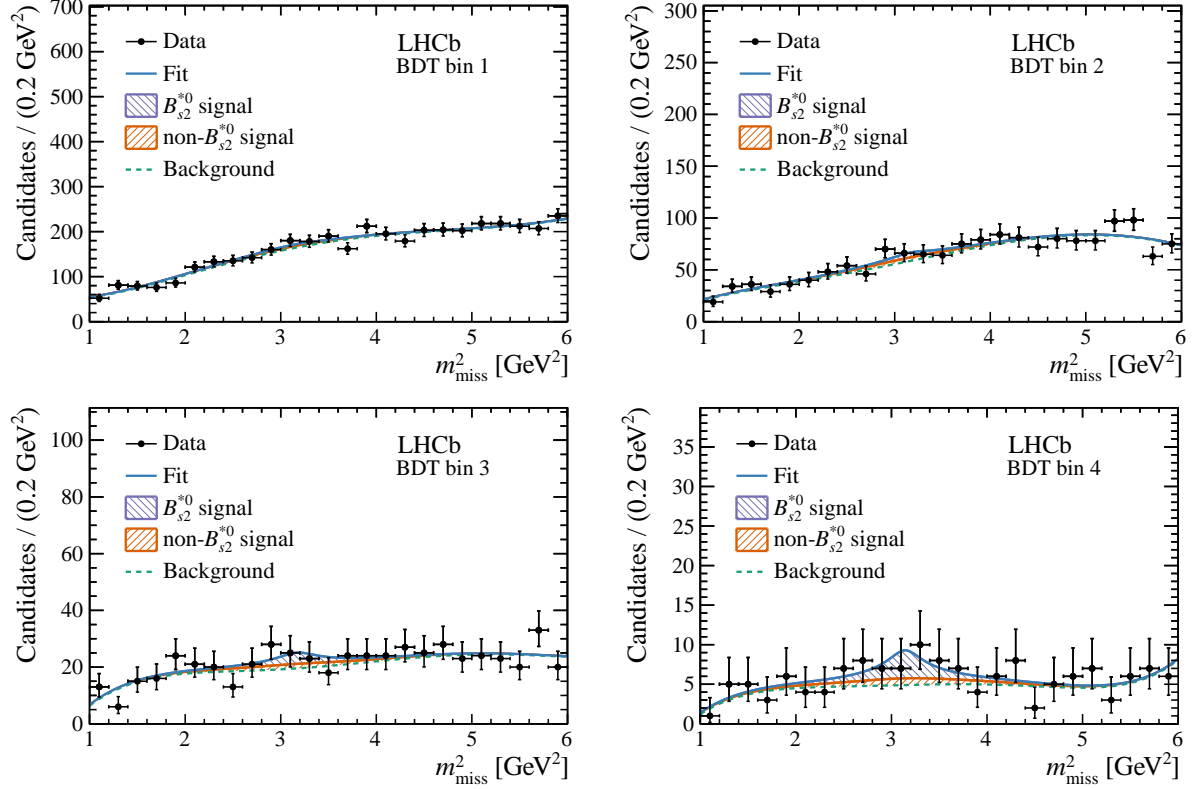 Candidates / (0.2 GeV²)
700
600
500
400
300
200
100
0
Data
Fit
B*⁰ₛ₂ signal
non-B*⁰ₛ₂ signal
Background
LHCb
BDT bin 1
1 2 3 4 5 6
m²miss [GeV²]
Candidates / (0.2 GeV²)
300
250
200
150
100
50
0
Data
Fit
B*⁰ₛ₂ signal
non-B*⁰ₛ₂ signal
Background
LHCb
BDT bin 2
1 2 3 4 5 6
m²miss [GeV²]
Candidates / (0.2 GeV²)
100
80
60
40
20
0
Data
Fit
B*⁰ₛ₂ signal
non-B*⁰ₛ₂ signal
Background
LHCb
BDT bin 3
1 2 3 4 5 6
m²miss [GeV²]
Candidates / (0.2 GeV²)
35
30
25
20
15
10
5
0
Data
Fit
B*⁰ₛ₂ signal
non-B*⁰ₛ₂ signal
Background
LHCb
BDT bin 4
1 2 3 4 5 6
m²miss [GeV²]